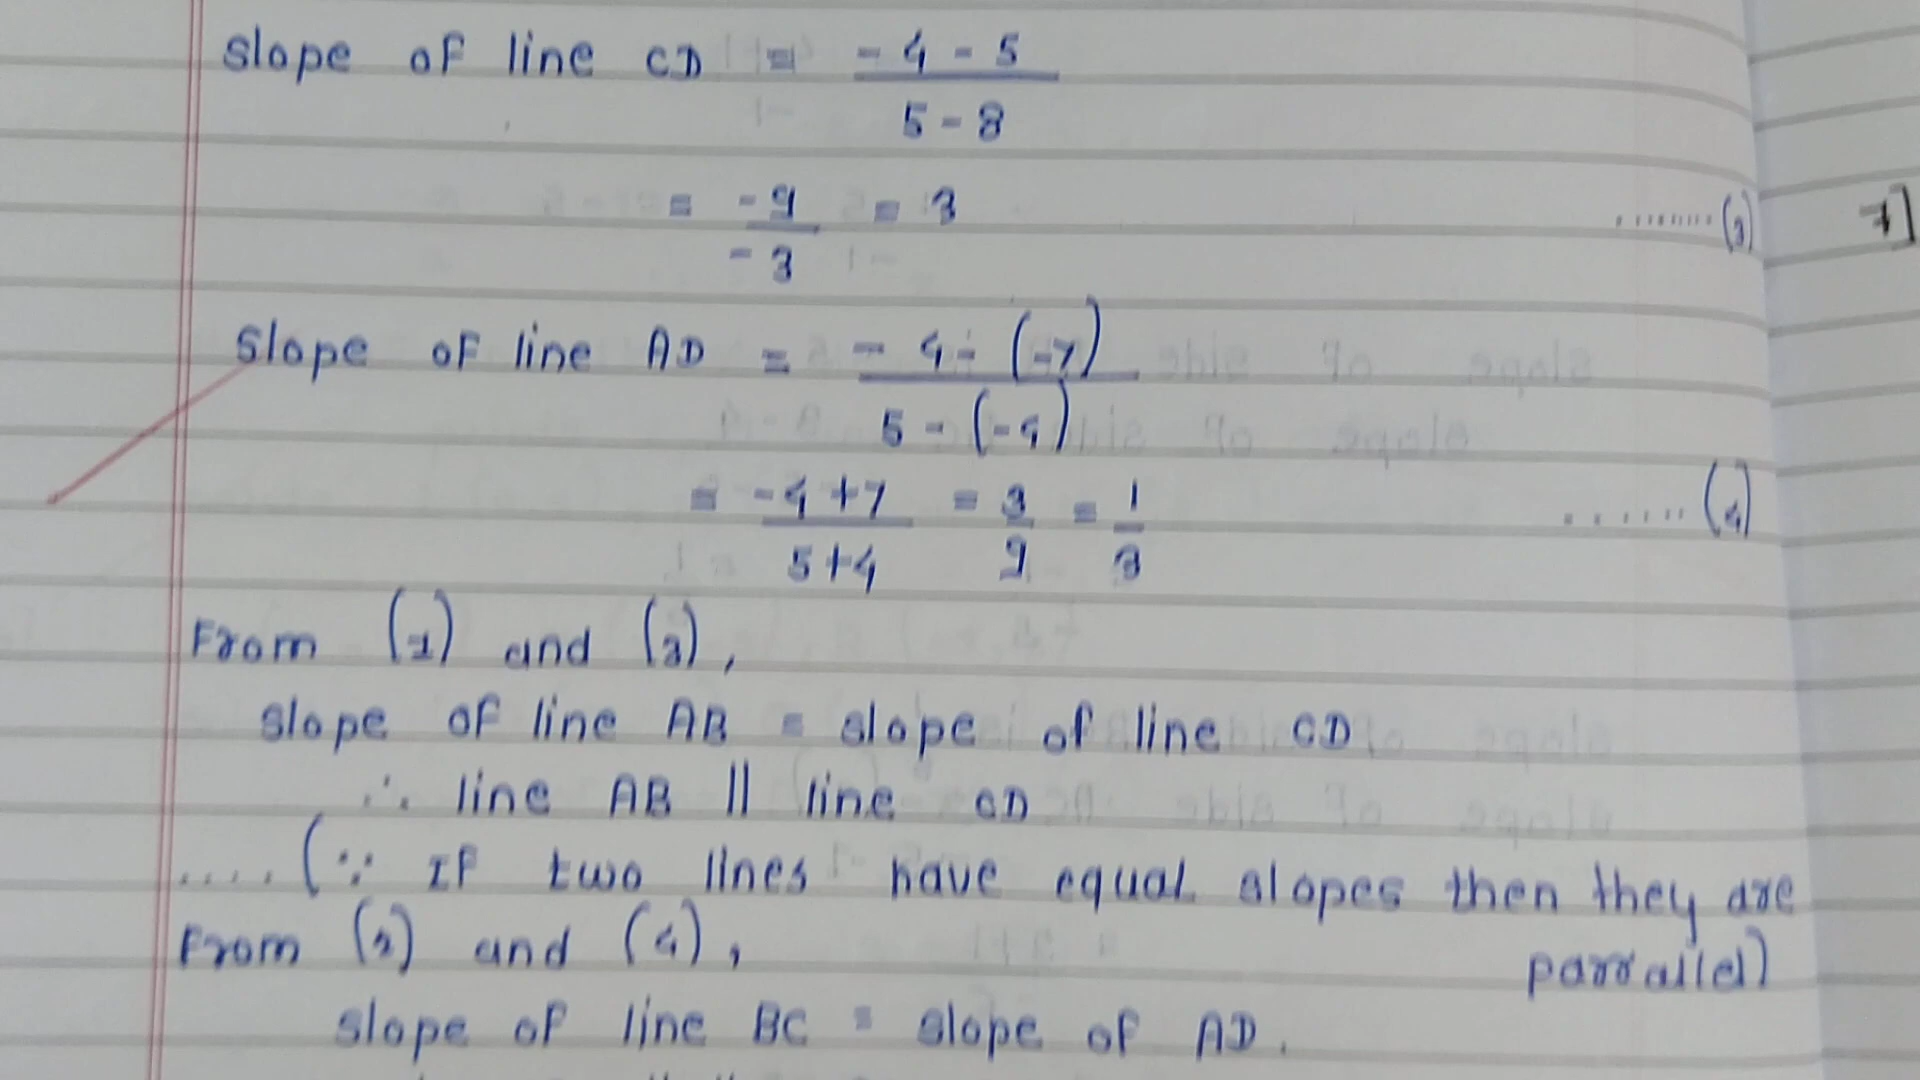 slope of line CD = -4-5
5-8
= -9 = 3 ........(3)
-3
7]
slope of line AD = -4-(-7)
5-(-4)
= -4+7 = 3 = 1 ......(4)
5+4 9 3
From (1) and (3),
slope of line AB = slope of line CD
∴ line AB || line CD
....(∵ If two lines have equal slopes then they are
parrallel)
From (2) and (4),
slope of line BC = slope of AD.